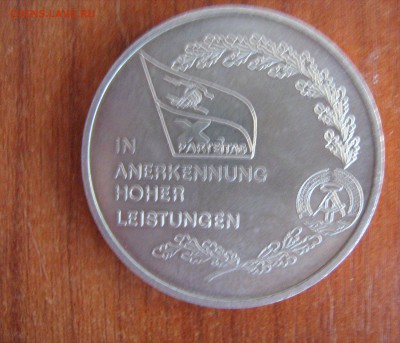 X.
PARTEITAG
IN
ANERKENNUNG
HOHER
LEISTUNGEN